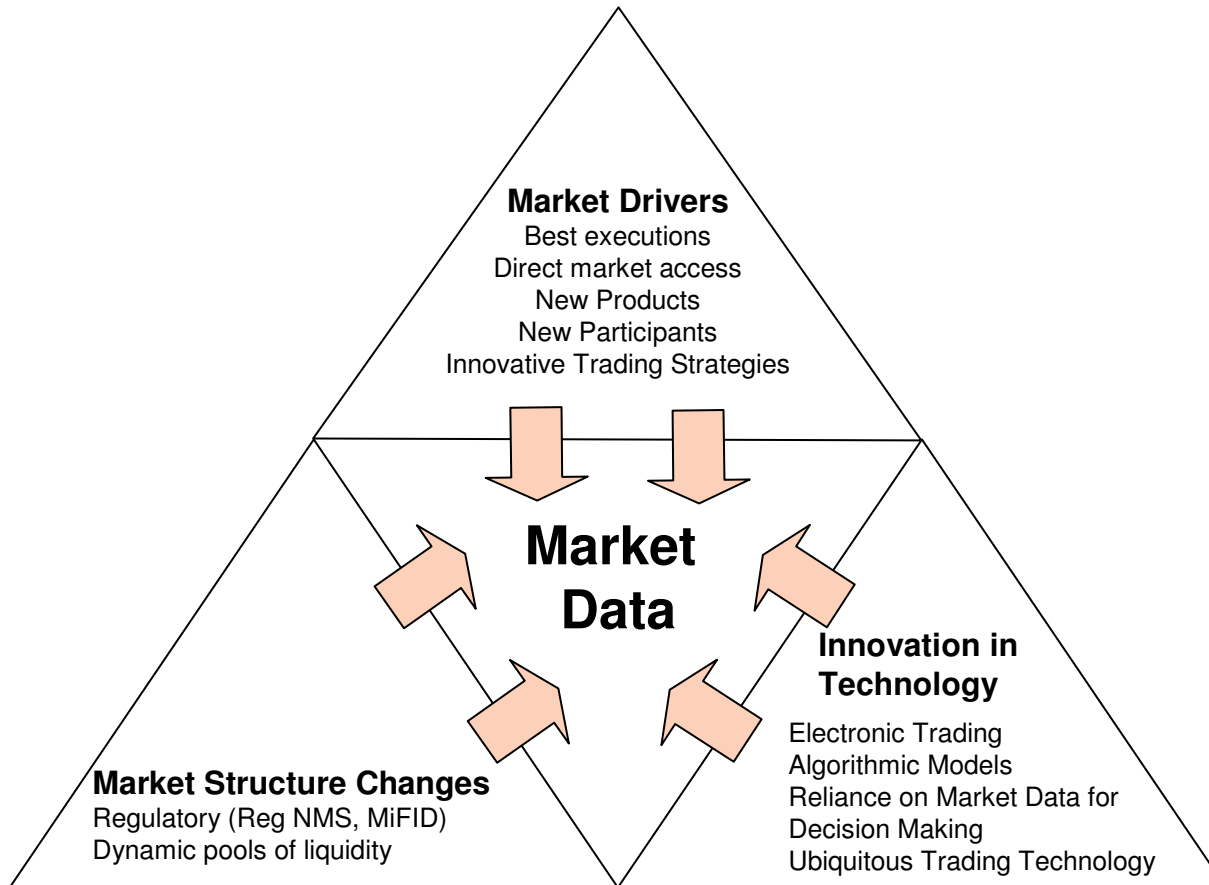 Market Drivers
Best executions
Direct market access
New Products
New Participants
Innovative Trading Strategies
Market
Data
Innovation in
Technology
Electronic Trading
Algorithmic Models
Reliance on Market Data for
Decision Making
Ubiquitous Trading Technology
Market Structure Changes
Regulatory (Reg NMS, MiFID)
Dynamic pools of liquidity